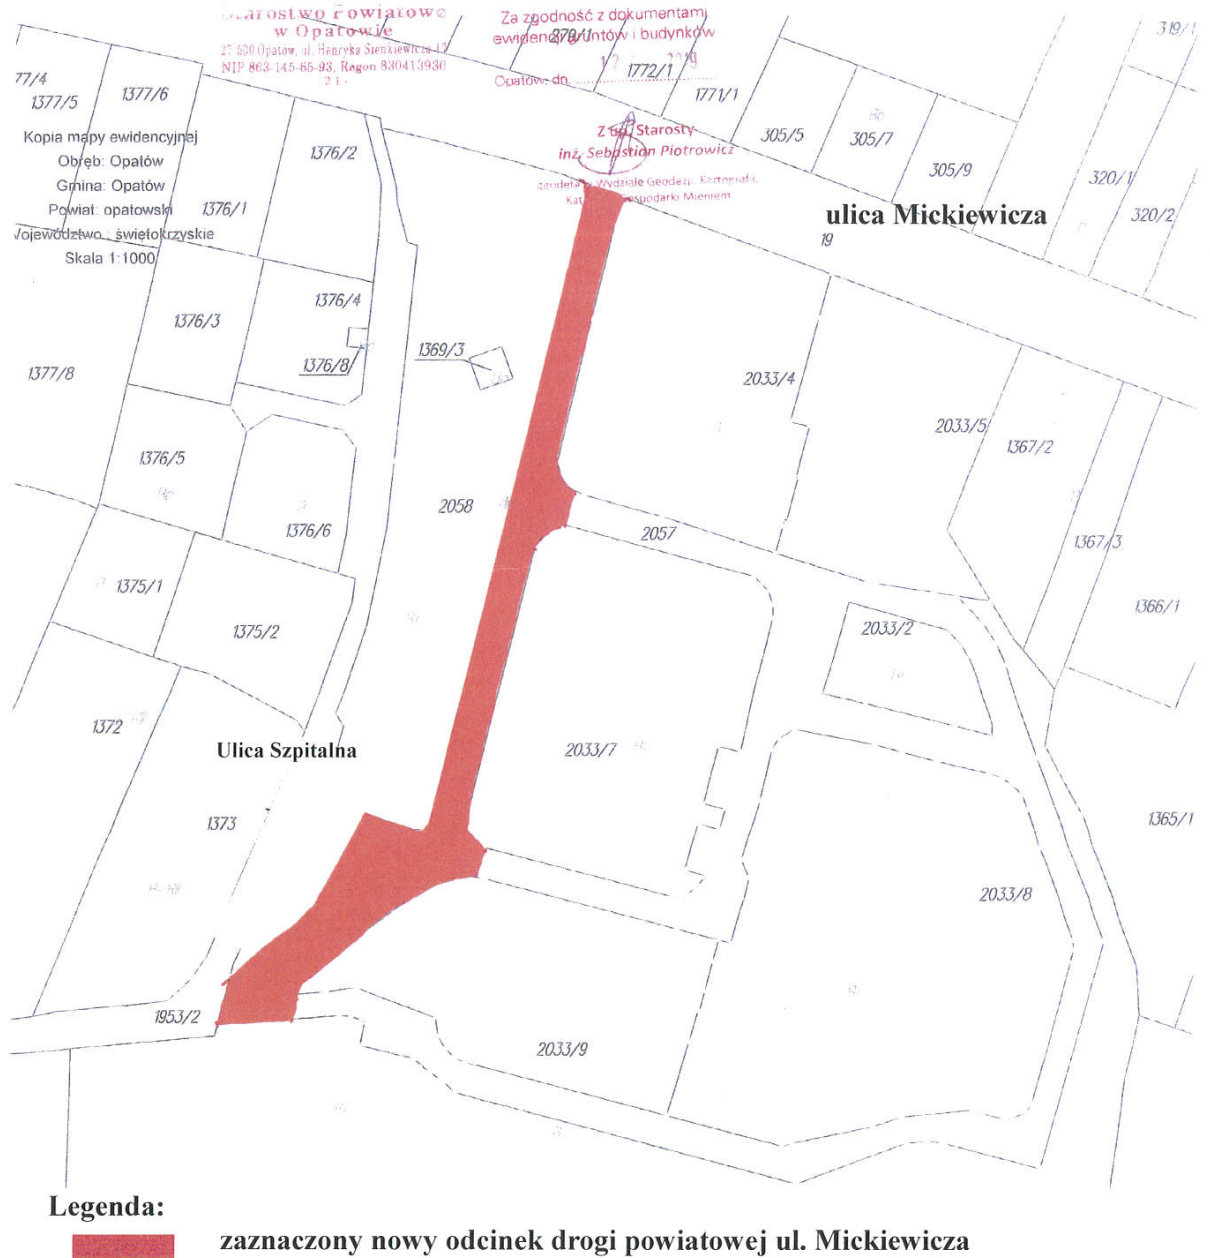 w Opatowie
27-500 Opatów, ul. Henryka Sienkiewicza 17
NIP 863-145-65-93, Regon 830413930
Za zgodność z dokumentami
ewidencji gruntów i budynków
Opatów, dn.
Z up. Starosty
inż. Sebastian Piotrowicz
geodeta w Wydziale Geodezji, Kartografii,
Kopia mapy ewidencyjnej
Obręb: Opatów
Gmina: Opatów
Powiat: opatowski
Województwo : świętokrzyskie
Skala 1:1000
77/4
1377/5
1377/6
1376/2
1772/1
1771/1
305/5
305/7
305/9
319/1
320/1
320/2
ulica Mickiewicza
19
1376/1
1376/4
1376/3
1376/8
1369/3
1377/8
2033/4
2033/5
1367/2
1376/5
1376/6
2058
2057
1367/3
1375/1
1375/2
2033/2
1366/1
1372
Ulica Szpitalna
2033/7
1373
1365/1
2033/8
1953/2
2033/9
Legenda:
zaznaczony nowy odcinek drogi powiatowej ul. Mickiewicza